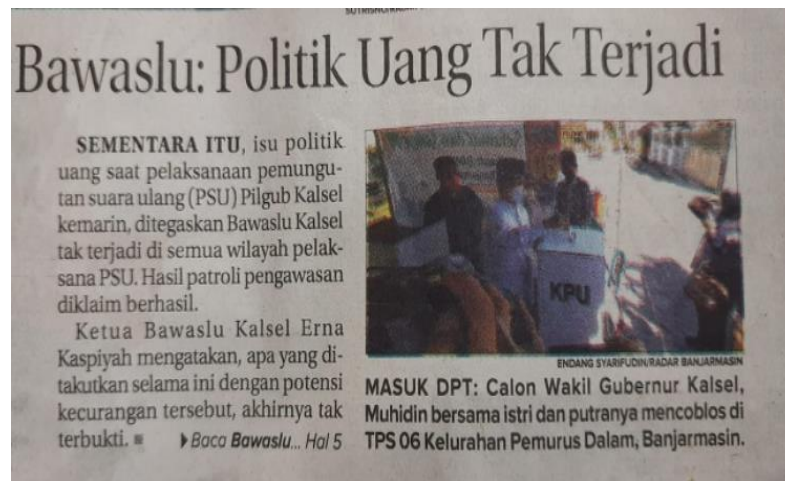 Bawaslu: Politik Uang Tak Terjadi
SEMENTARA ITU, isu politik
uang saat pelaksanaan pemungu-
tan suara ulang (PSU) Pilgub Kalsel
kemarin, ditegaskan Bawaslu Kalsel
tak terjadi di semua wilayah pelak-
sana PSU. Hasil patroli pengawasan
diklaim berhasil.
Ketua Bawaslu Kalsel Erna
Kaspiyah mengatakan, apa yang di-
takutkan selama ini dengan potensi
kecurangan tersebut, akhirnya tak
terbukti. ■ ▶Baca Bawaslu... Hal 5
KPU
ENDANG SYARIFUDIN/RADAR BANJARMASIN
MASUK DPT: Calon Wakil Gubernur Kalsel,
Muhidin bersama istri dan putranya mencoblos di
TPS 06 Kelurahan Pemurus Dalam, Banjarmasin.